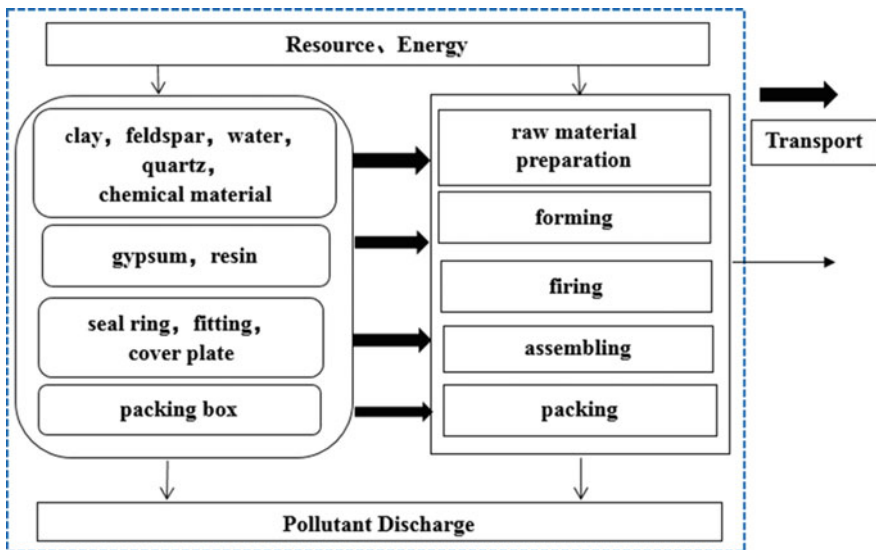 Resource、Energy
clay，feldspar，water，
quartz，
chemical material
gypsum，resin
seal ring，fitting，
cover plate
packing box
raw material
preparation
forming
firing
assembling
packing
Transport
Pollutant Discharge